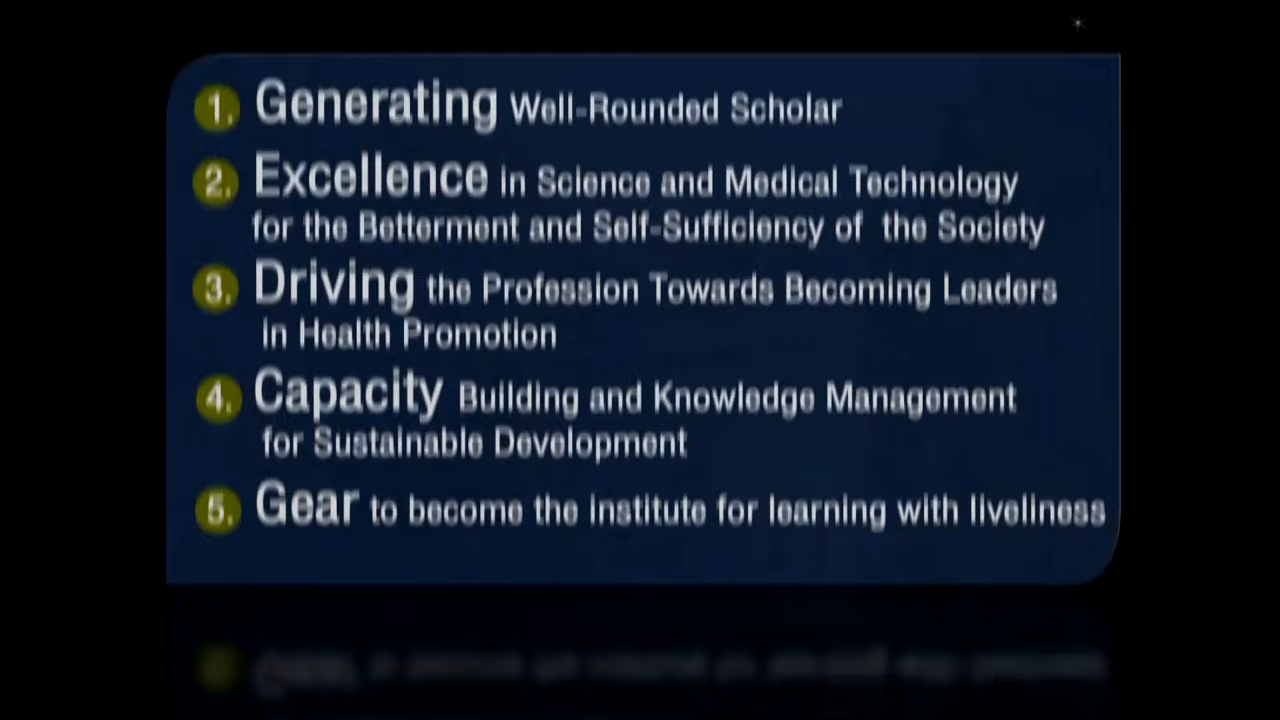 1. Generating Well-Rounded Scholar
2. Excellence in Science and Medical Technology
for the Betterment and Self-Sufficiency of the Society
3. Driving the Profession Towards Becoming Leaders
in Health Promotion
4. Capacity Building and Knowledge Management
for Sustainable Development
5. Gear to become the institute for learning with liveliness